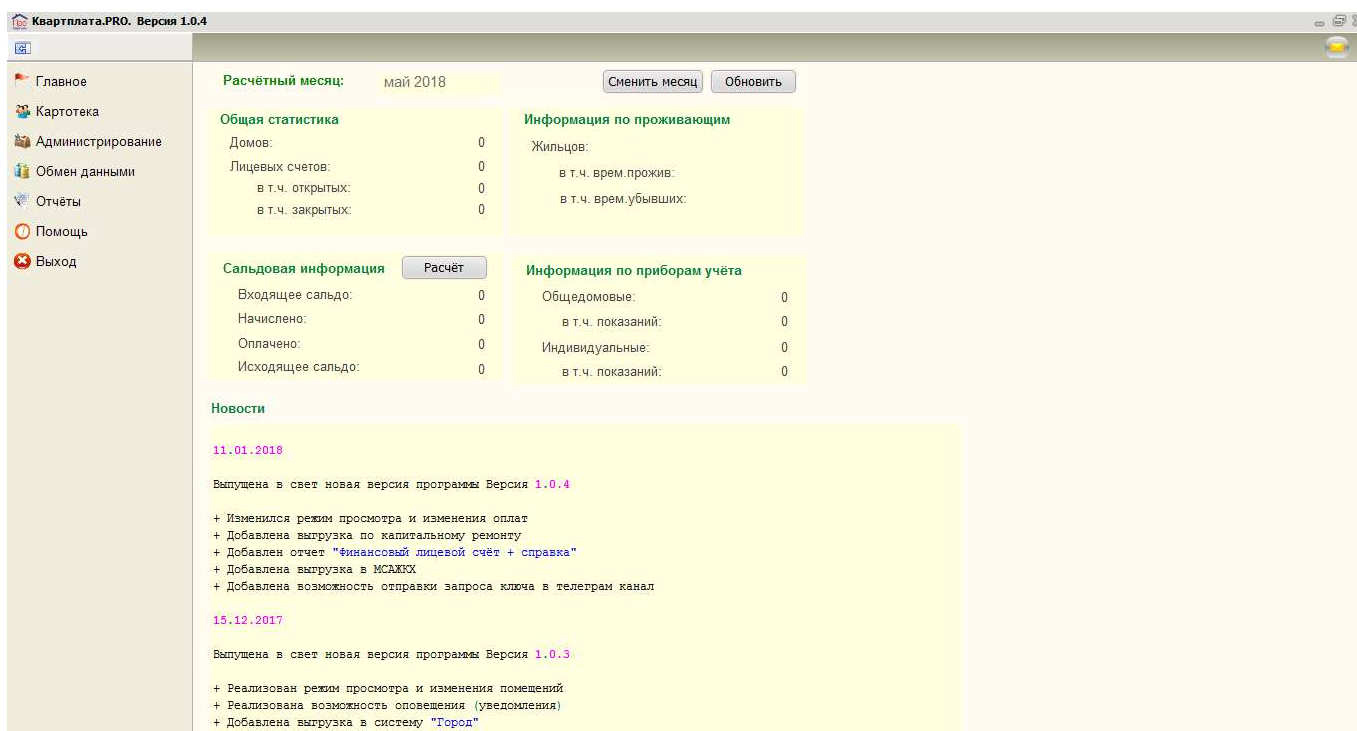 Квартплата.PRO. Версия 1.0.4
Главное
Картотека
Администрирование
Обмен данными
Отчёты
Помощь
Выход
Расчётный месяц: май 2018 Сменить месяц Обновить
Общая статистика
Домов: 0
Лицевых счетов: 0
в т.ч. открытых: 0
в т.ч. закрытых: 0
Информация по проживающим
Жильцов:
в т.ч. врем.прожив:
в т.ч. врем.убывших:
Сальдовая информация Расчёт
Входящее сальдо: 0
Начислено: 0
Оплачено: 0
Исходящее сальдо: 0
Информация по приборам учёта
Общедомовые: 0
в т.ч. показаний: 0
Индивидуальные: 0
в т.ч. показаний: 0
Новости
11.01.2018
Выпущена в свет новая версия программы Версия 1.0.4
+ Изменился режим просмотра и изменения оплат
+ Добавлена выгрузка по капитальному ремонту
+ Добавлен отчет "Финансовый лицевой счёт + справка"
+ Добавлена выгрузка в МСАЖКХ
+ Добавлена возможность отправки запроса ключа в телеграм канал
15.12.2017
Выпущена в свет новая версия программы Версия 1.0.3
+ Реализован режим просмотра и изменения помещений
+ Реализована возможность оповещения (уведомления)
+ Добавлена выгрузка в систему "Город"